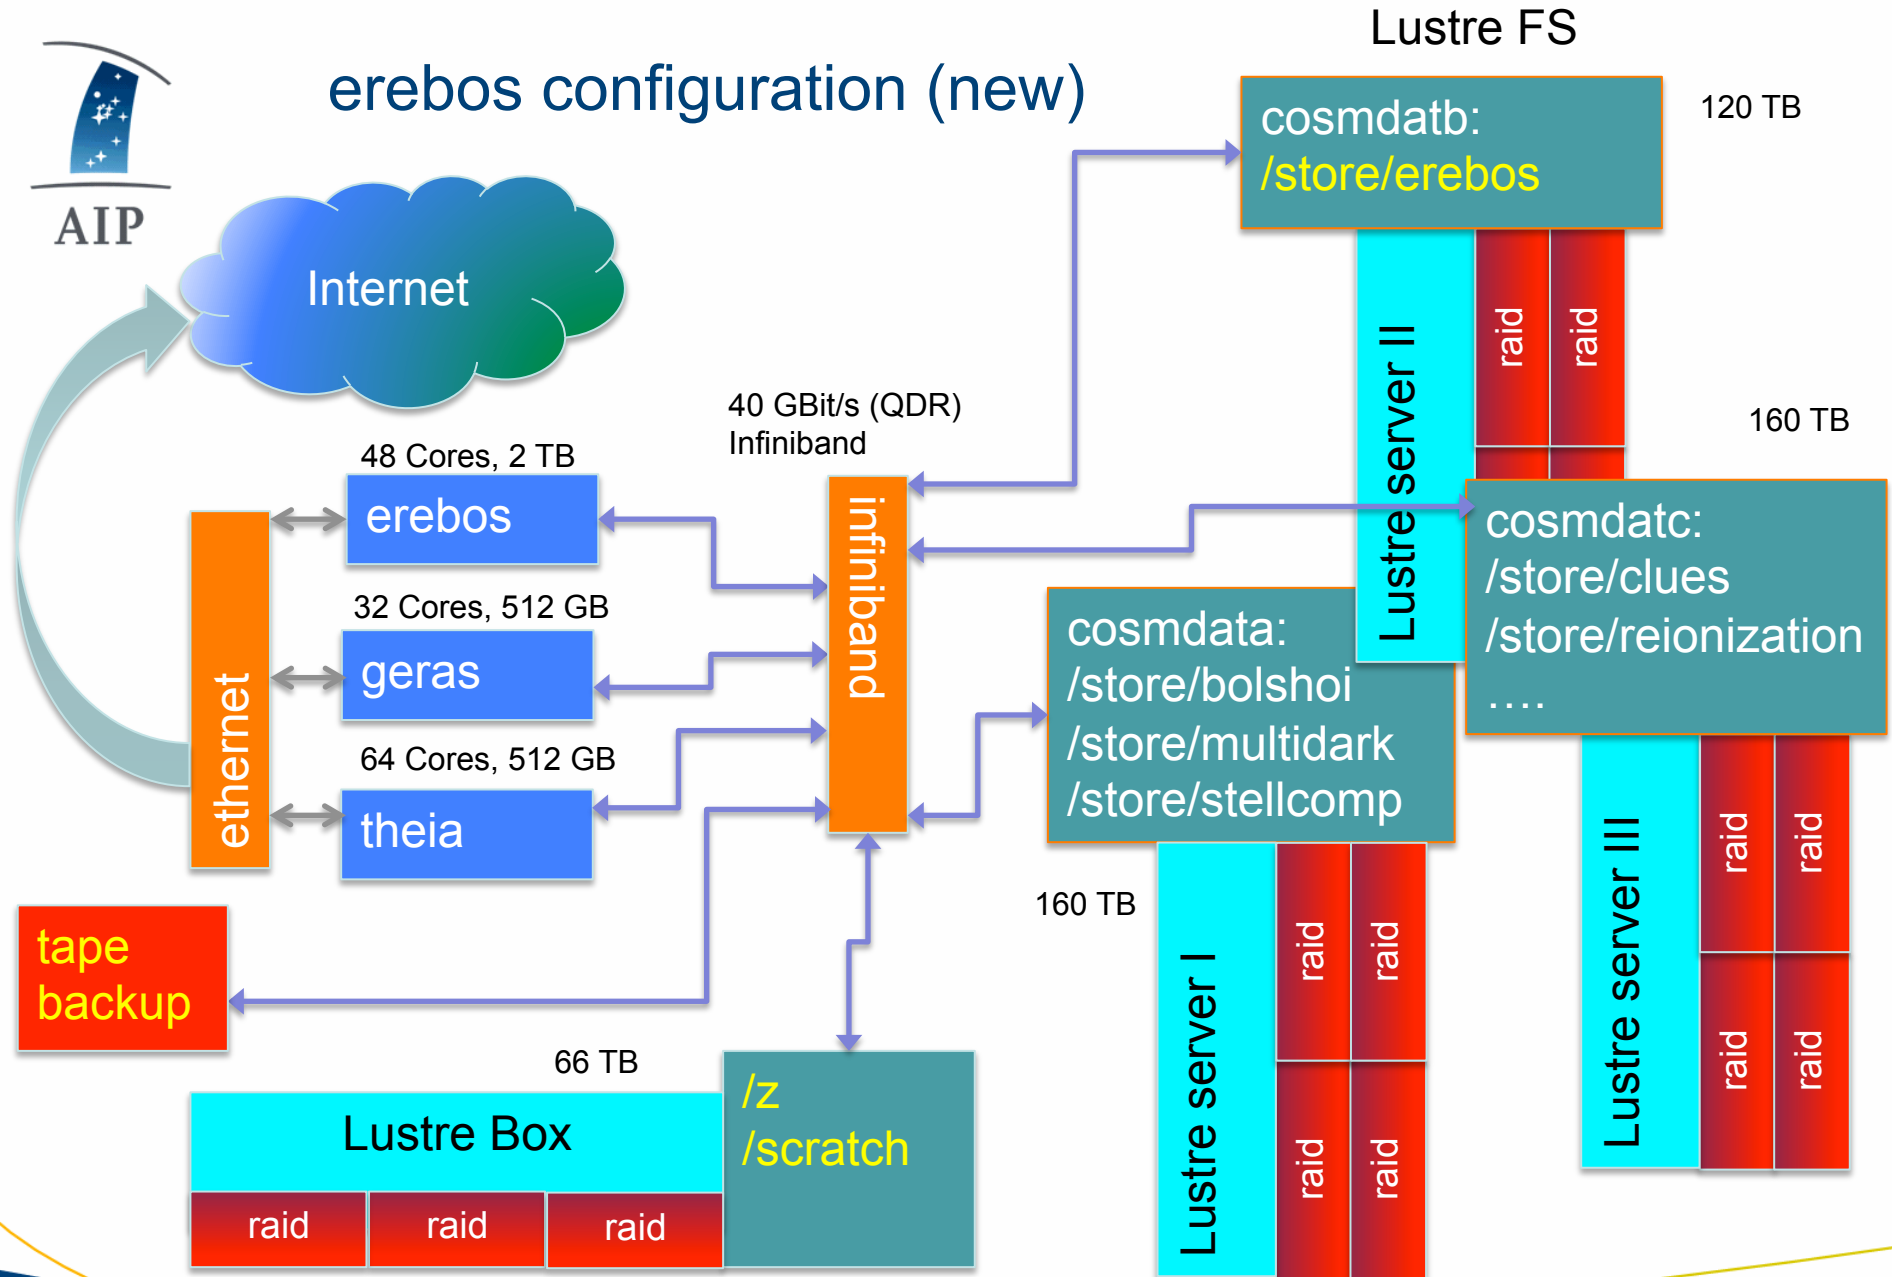 Lustre FS
erebos configuration (new)
AIP
cosmdatb:
/store/erebos
120 TB
Internet
raid
raid
Lustre server II
40 GBit/s (QDR)
Infiniband
160 TB
48 Cores, 2 TB
erebos
infiniband
cosmdatc:
/store/clues
/store/reionization
....
32 Cores, 512 GB
geras
ethernet
cosmdata:
/store/bolshoi
/store/multidark
/store/stellcomp
64 Cores, 512 GB
theia
raid
raid
Lustre server III
raid
raid
160 TB
tape
backup
raid
raid
Lustre server I
raid
raid
66 TB
Lustre Box
/z
/scratch
raid
raid
raid